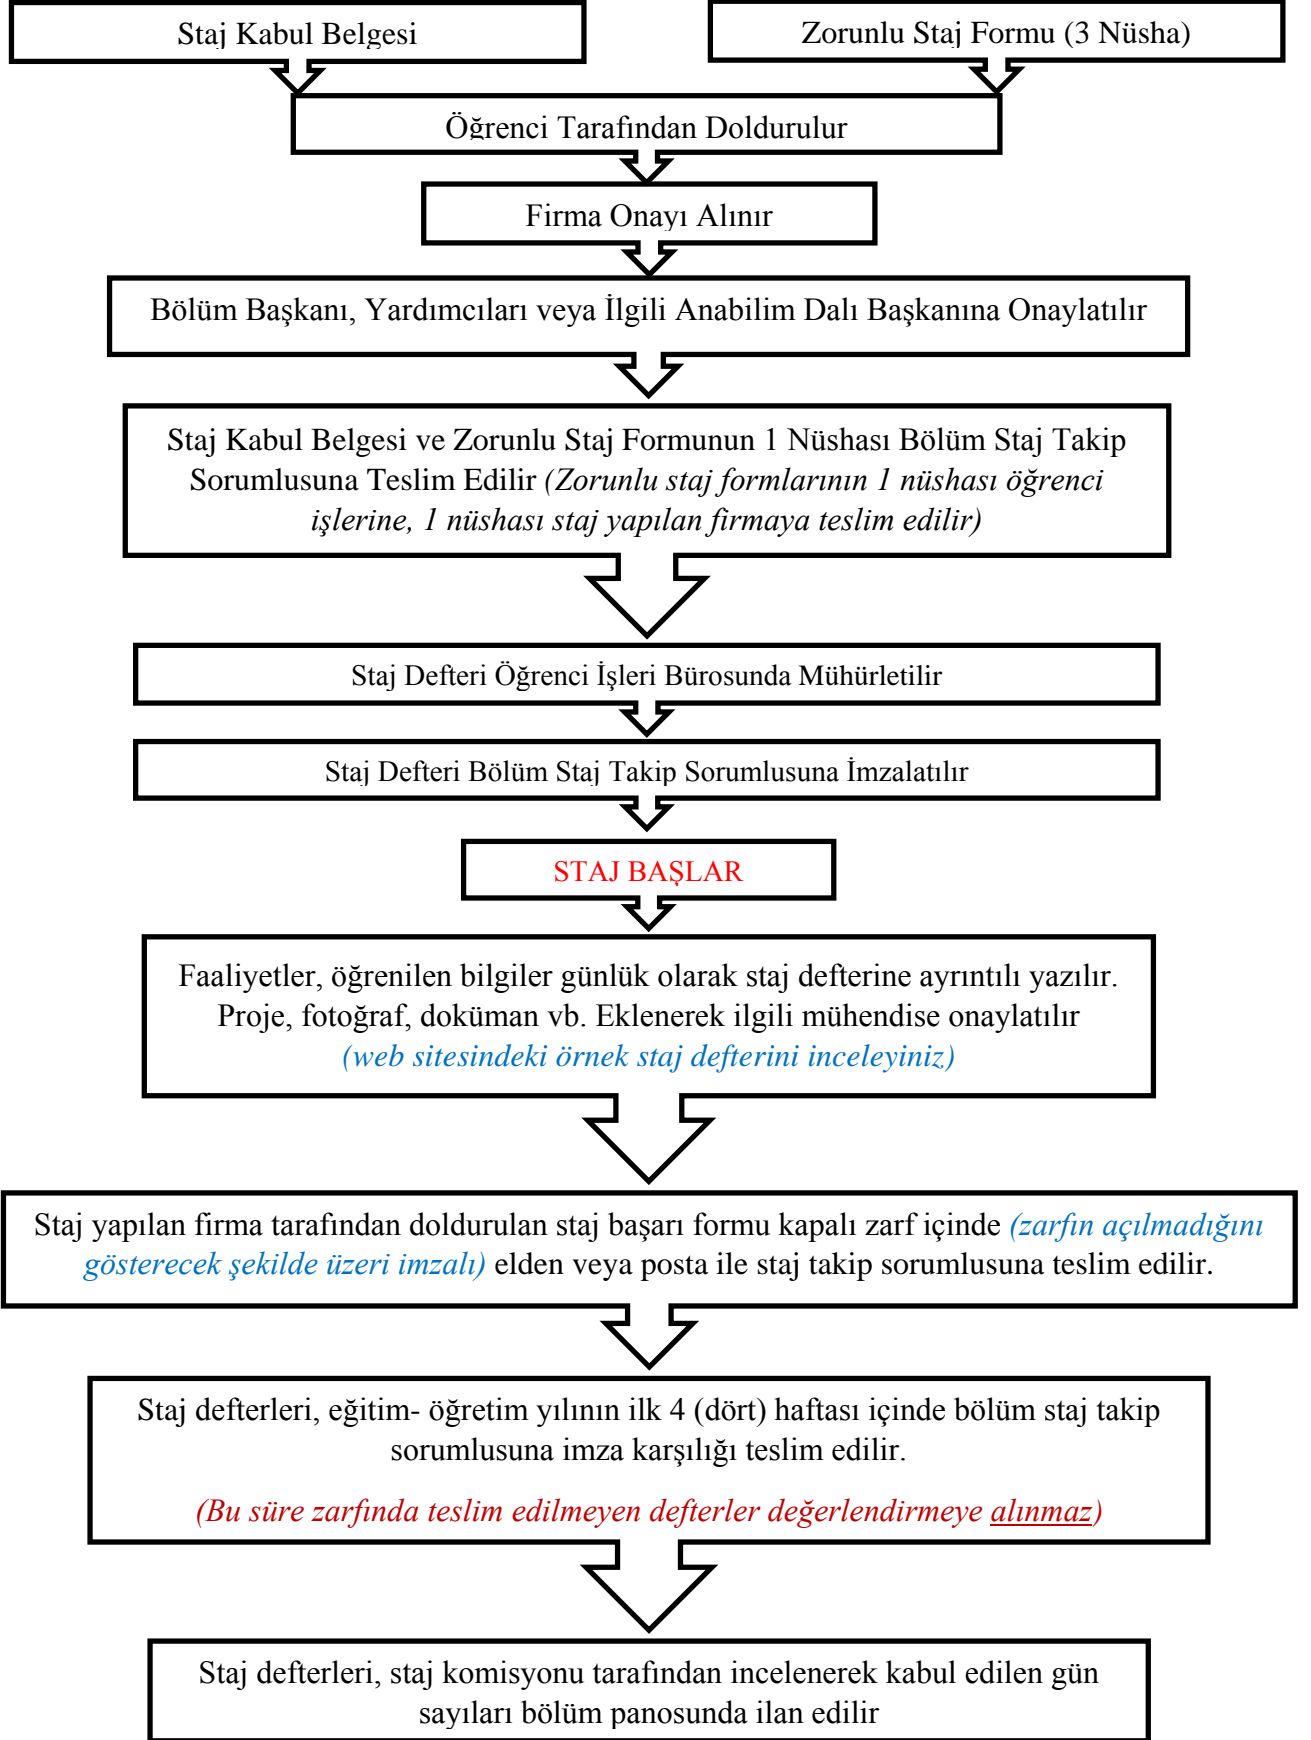 Staj Kabul Belgesi
Zorunlu Staj Formu (3 Nüsha)
Öğrenci Tarafından Doldurulur
Firma Onayı Alınır
Bölüm Başkanı, Yardımcıları veya İlgili Anabilim Dalı Başkanına Onaylatılır
Staj Kabul Belgesi ve Zorunlu Staj Formunun 1 Nüshası Bölüm Staj Takip
Sorumlusuna Teslim Edilir (Zorunlu staj formlarının 1 nüshası öğrenci
işlerine, 1 nüshası staj yapılan firmaya teslim edilir)
Staj Defteri Öğrenci İşleri Bürosunda Mühürletilir
Staj Defteri Bölüm Staj Takip Sorumlusuna İmzalatılır
STAJ BAŞLAR
Faaliyetler, öğrenilen bilgiler günlük olarak staj defterine ayrıntılı yazılır.
Proje, fotoğraf, doküman vb. Eklenerek ilgili mühendise onaylatılır
(web sitesindeki örnek staj defterini inceleyiniz)
Staj yapılan firma tarafından doldurulan staj başarı formu kapalı zarf içinde (zarfın açılmadığını
gösterecek şekilde üzeri imzalı) elden veya posta ile staj takip sorumlusuna teslim edilir.
Staj defterleri, eğitim- öğretim yılının ilk 4 (dört) haftası içinde bölüm staj takip
sorumlusuna imza karşılığı teslim edilir.
(Bu süre zarfında teslim edilmeyen defterler değerlendirmeye alınmaz)
Staj defterleri, staj komisyonu tarafından incelenerek kabul edilen gün
sayıları bölüm panosunda ilan edilir